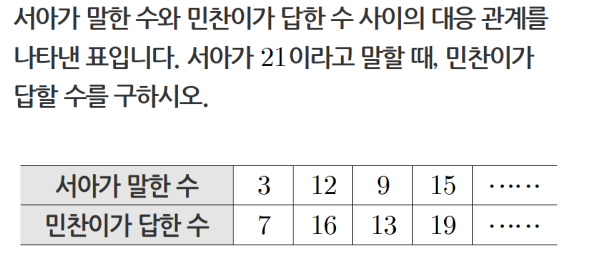 서아가 말한 수와 민찬이가 답한 수 사이의 대응 관계를
나타낸 표입니다. 서아가 21이라고 말할 때, 민찬이가
답할 수를 구하시오.
서아가 말한 수 3 12 9 15 ……
민찬이가 답한 수 7 16 13 19 ……